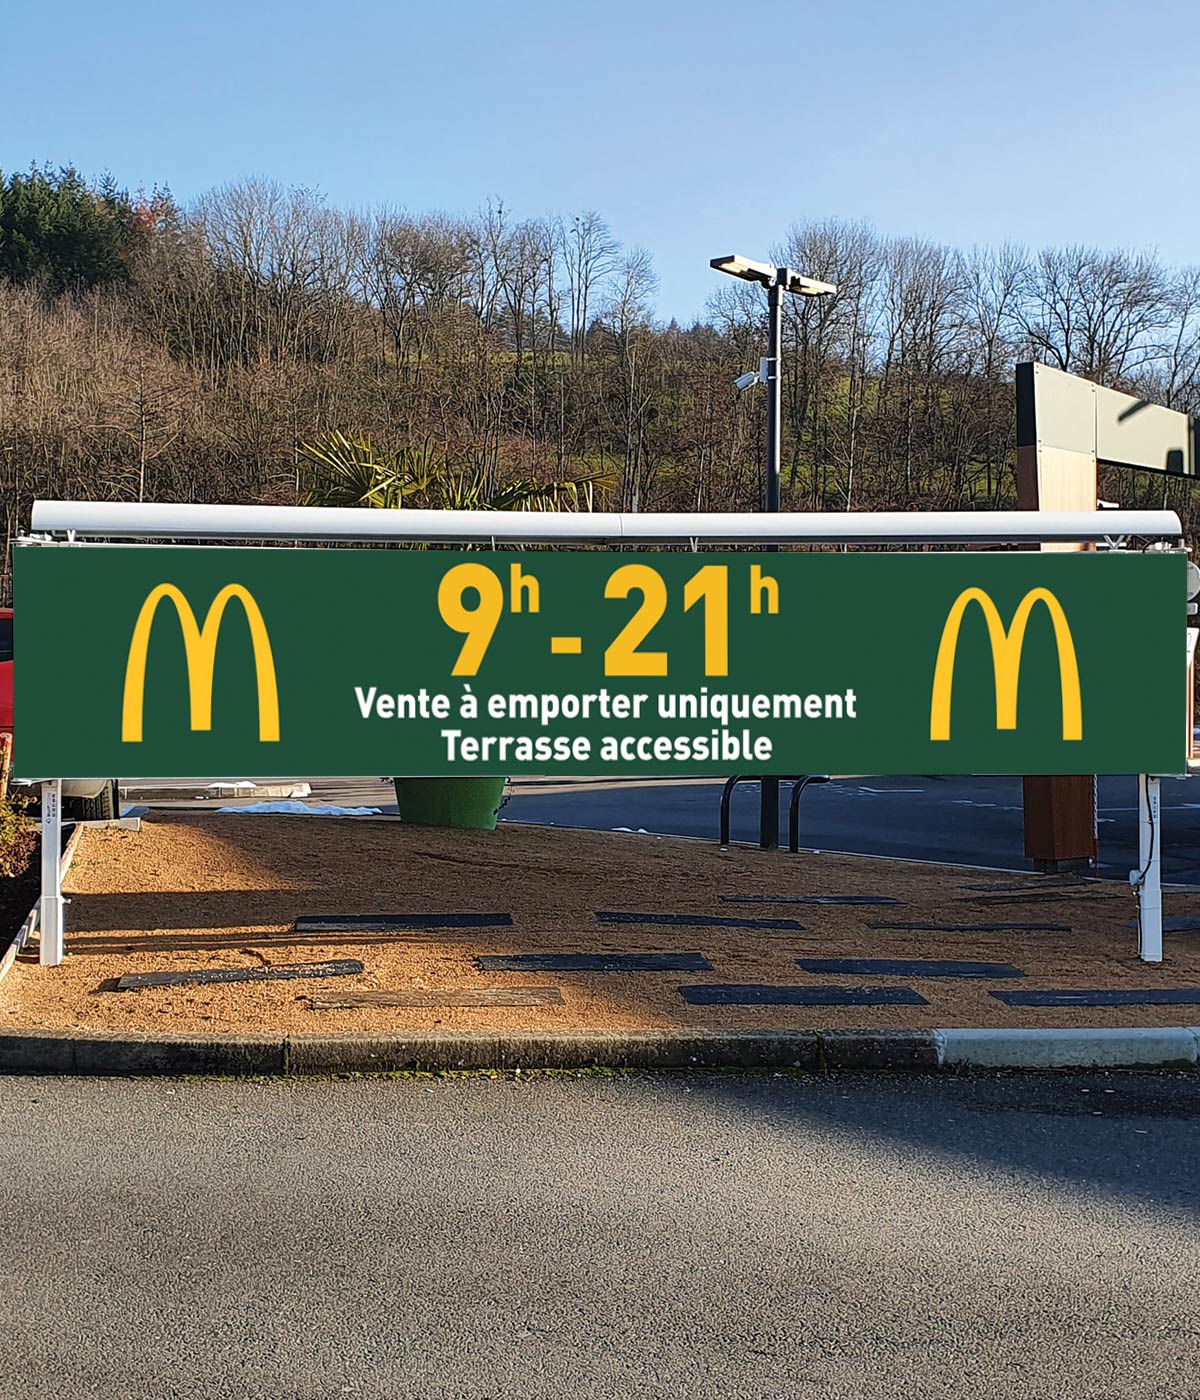 9h - 21h
Vente à emporter uniquement
Terrasse accessible